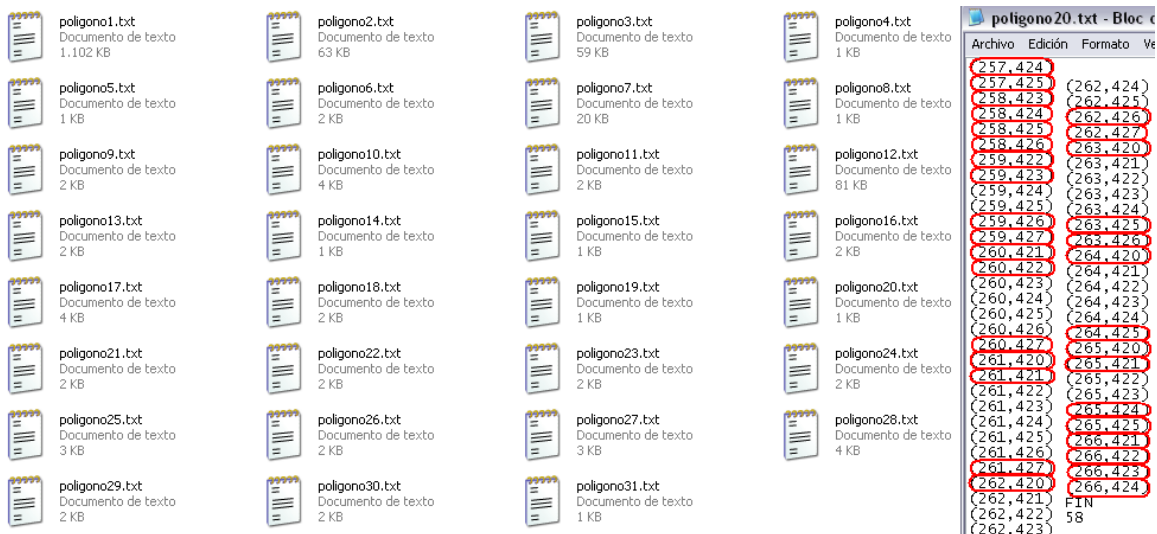 poligono1.txt
Documento de texto
1.102 KB
poligono2.txt
Documento de texto
63 KB
poligono3.txt
Documento de texto
59 KB
poligono4.txt
Documento de texto
1 KB
poligono5.txt
Documento de texto
1 KB
poligono6.txt
Documento de texto
2 KB
poligono7.txt
Documento de texto
20 KB
poligono8.txt
Documento de texto
1 KB
poligono9.txt
Documento de texto
2 KB
poligono10.txt
Documento de texto
4 KB
poligono11.txt
Documento de texto
2 KB
poligono12.txt
Documento de texto
81 KB
poligono13.txt
Documento de texto
2 KB
poligono14.txt
Documento de texto
1 KB
poligono15.txt
Documento de texto
1 KB
poligono16.txt
Documento de texto
2 KB
poligono17.txt
Documento de texto
4 KB
poligono18.txt
Documento de texto
2 KB
poligono19.txt
Documento de texto
1 KB
poligono20.txt
Documento de texto
1 KB
poligono21.txt
Documento de texto
2 KB
poligono22.txt
Documento de texto
2 KB
poligono23.txt
Documento de texto
2 KB
poligono24.txt
Documento de texto
2 KB
poligono25.txt
Documento de texto
3 KB
poligono26.txt
Documento de texto
2 KB
poligono27.txt
Documento de texto
3 KB
poligono28.txt
Documento de texto
4 KB
poligono29.txt
Documento de texto
2 KB
poligono30.txt
Documento de texto
2 KB
poligono31.txt
Documento de texto
1 KB
poligono20.txt - Bloc d
Archivo Edición Formato Ve
(257,424)
(257,425)
(258,423)
(258,424)
(258,425)
(258,426)
(259,422)
(259,423)
(259,424)
(259,425)
(259,426)
(259,427)
(260,421)
(260,422)
(260,423)
(260,424)
(260,425)
(260,426)
(260,427)
(261,420)
(261,421)
(261,422)
(261,423)
(261,424)
(261,425)
(261,426)
(261,427)
(262,420)
(262,421)
(262,422)
(262,423)
(262,424)
(262,425)
(262,426)
(262,427)
(263,420)
(263,421)
(263,422)
(263,423)
(263,424)
(263,425)
(263,426)
(264,420)
(264,421)
(264,422)
(264,423)
(264,424)
(264,425)
(265,420)
(265,421)
(265,422)
(265,423)
(265,424)
(265,425)
(266,421)
(266,422)
(266,423)
(266,424)
FIN
58